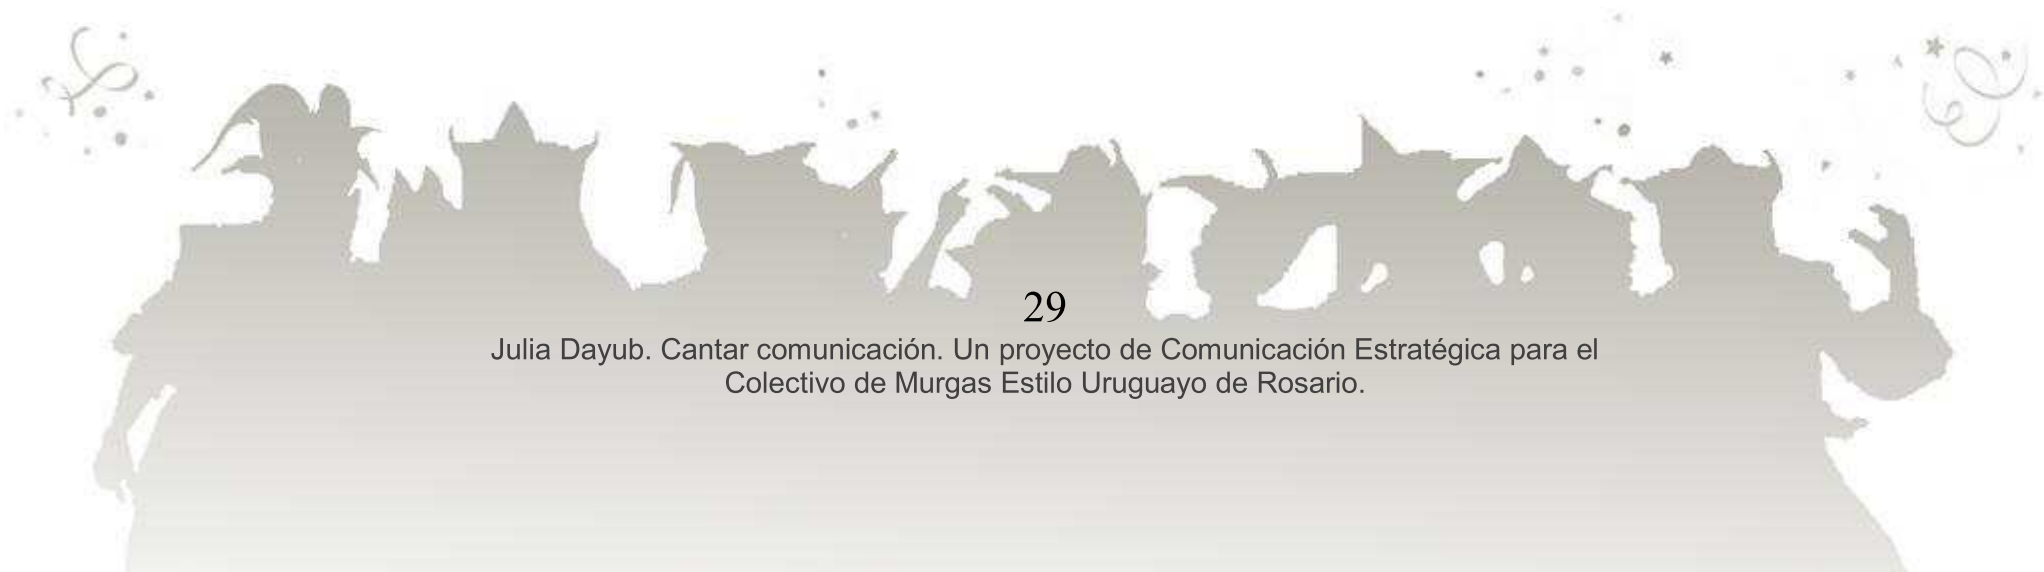 29
Julia Dayub. Cantar comunicación. Un proyecto de Comunicación Estratégica para el
Colectivo de Murgas Estilo Uruguayo de Rosario.